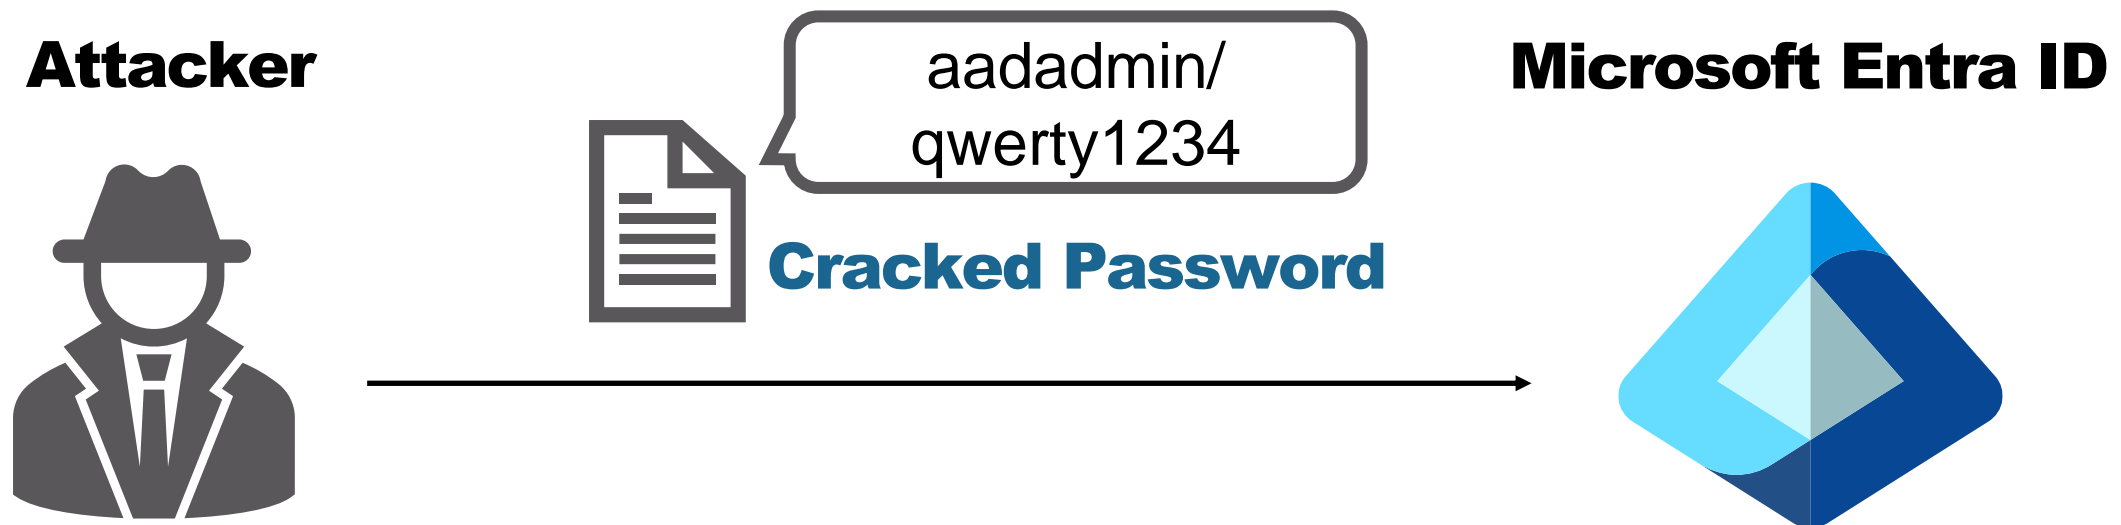 Attacker
aadadmin/
qwerty1234
Cracked Password
Microsoft Entra ID